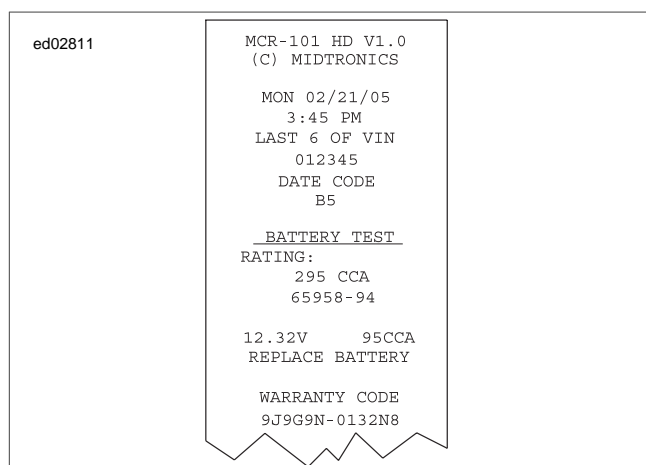 ed02811
MCR-101 HD V1.0
(C) MIDTRONICS
MON 02/21/05
3:45 PM
LAST 6 OF VIN
012345
DATE CODE
B5
BATTERY TEST
RATING:
295 CCA
65958-94
12.32V 95CCA
REPLACE BATTERY
WARRANTY CODE
9J9G9N-0132N8